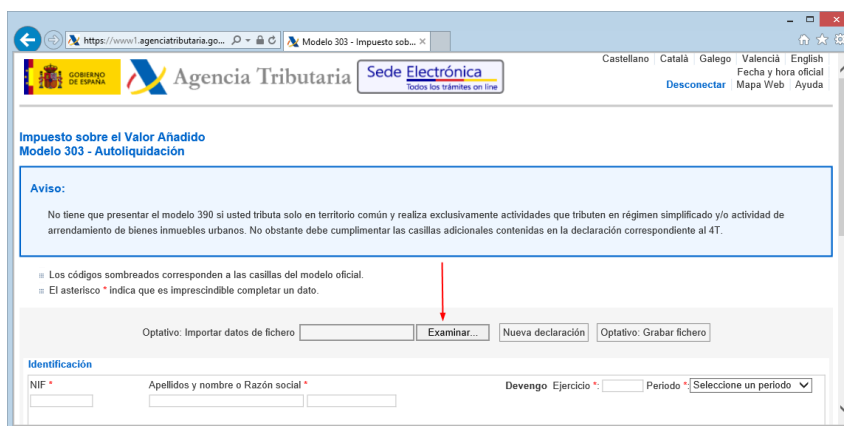 https://www1.agenciatributaria.go...
Modelo 303 - Impuesto sob...
Castellano Català Galego Valencià English
Fecha y hora oficial
Desconectar Mapa Web Ayuda
GOBIERNO
DE ESPAÑA
Agencia Tributaria
Sede Electrónica
Todos los trámites on line
Impuesto sobre el Valor Añadido
Modelo 303 - Autoliquidación
Aviso:
No tiene que presentar el modelo 390 si usted tributa solo en territorio común y realiza exclusivamente actividades que tributen en régimen simplificado y/o actividad de
arrendamiento de bienes inmuebles urbanos. No obstante debe cumplimentar las casillas adicionales contenidas en la declaración correspondiente al 4T.
Los códigos sombreados corresponden a las casillas del modelo oficial.
El asterisco * indica que es imprescindible completar un dato.
Optativo: Importar datos de fichero Examinar... Nueva declaración Optativo: Grabar fichero
Identificación
NIF * Apellidos y nombre o Razón social * Devengo Ejercicio *: Periodo *: Seleccione un periodo